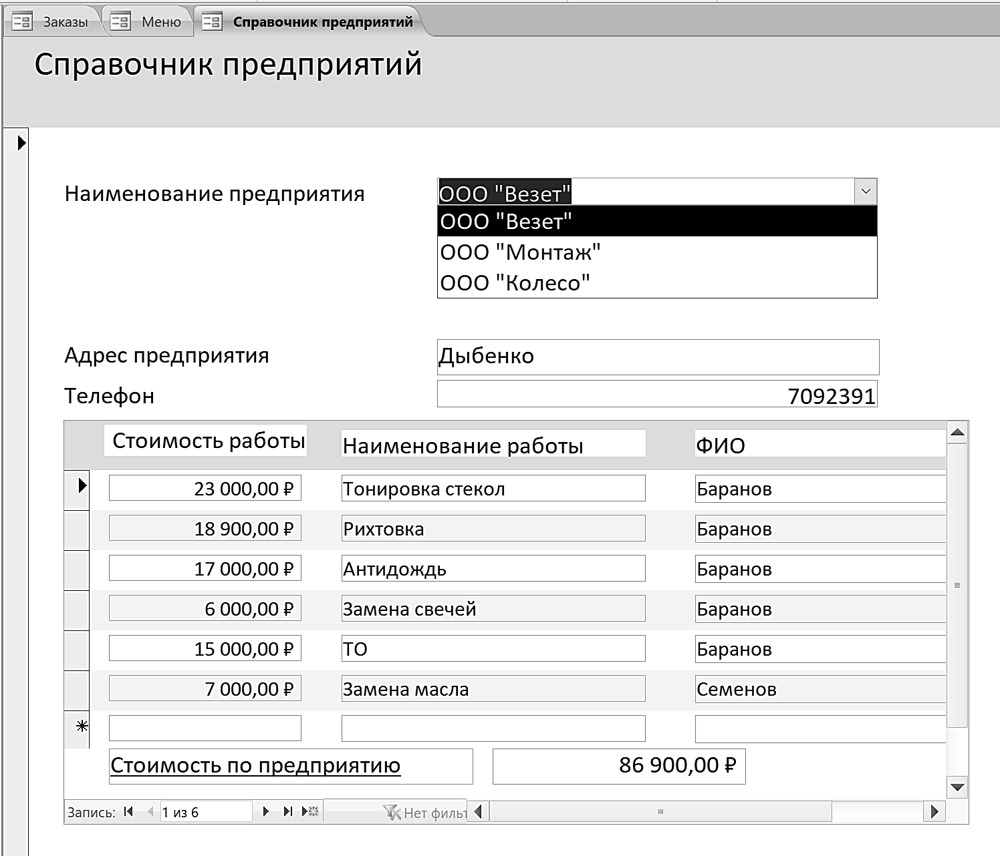 Заказы Меню Справочник предприятий
Справочник предприятий
Наименование предприятия ООО "Везет"
ООО "Везет"
ООО "Монтаж"
ООО "Колесо"
Адрес предприятия Дыбенко
Телефон 7092391
Стоимость работы Наименование работы ФИО
23 000,00 ₽ Тонировка стекол Баранов
18 900,00 ₽ Рихтовка Баранов
17 000,00 ₽ Антидождь Баранов
6 000,00 ₽ Замена свечей Баранов
15 000,00 ₽ ТО Баранов
7 000,00 ₽ Замена масла Семенов
Стоимость по предприятию 86 900,00 ₽
Запись: 1 из 6 Нет фильт